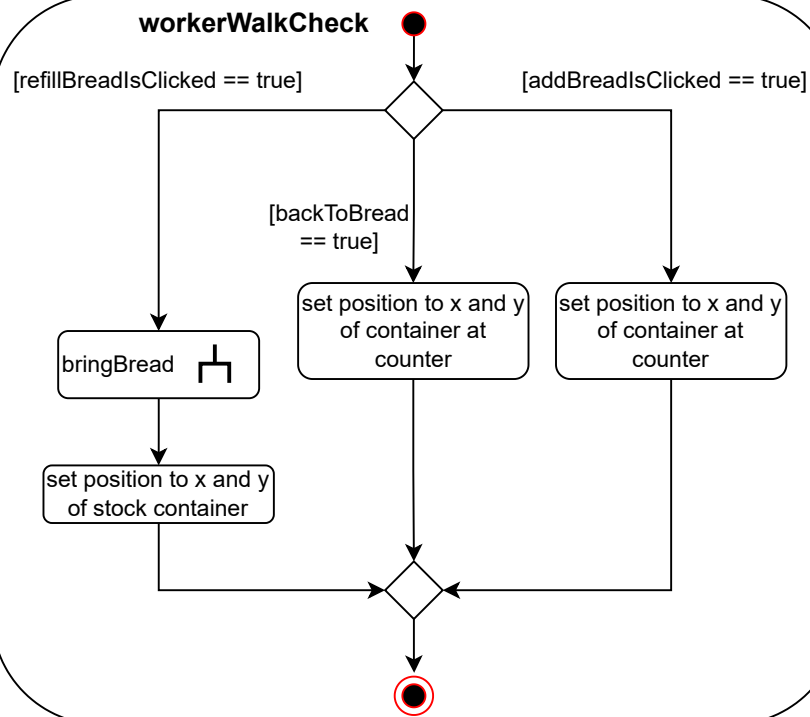 workerWalkCheck
[refillBreadIsClicked == true]
[addBreadIsClicked == true]
[backToBread
== true]
set position to x and y
of container at
counter
set position to x and y
of container at
counter
bringBread
set position to x and y
of stock container